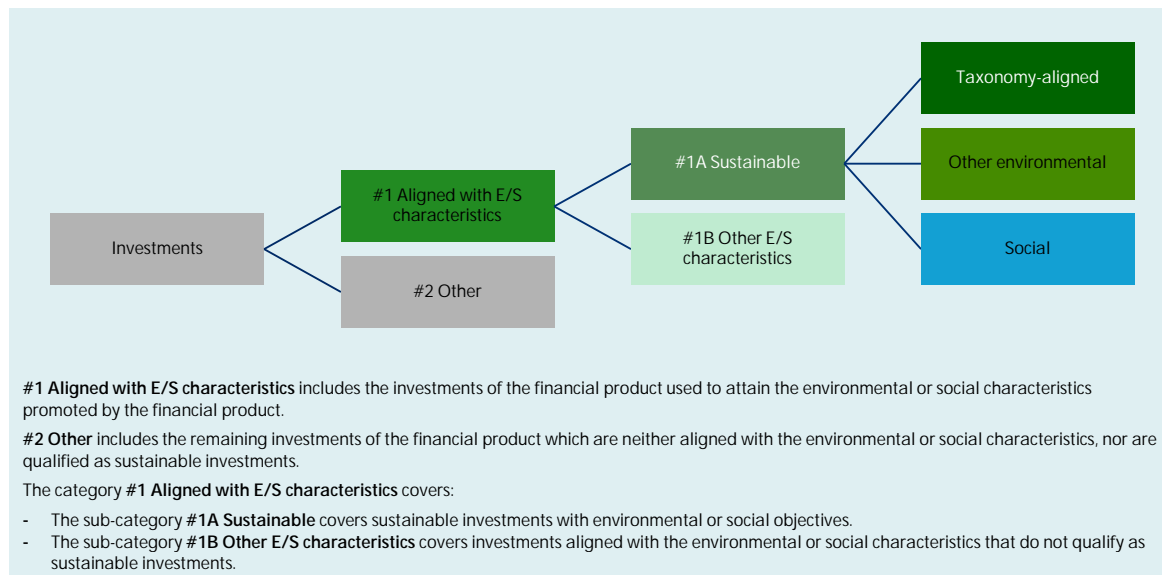 Taxonomy-aligned
#1A Sustainable
Other environmental
#1 Aligned with E/S
characteristics
Investments
#1B Other E/S
characteristics
Social
#2 Other
#1 Aligned with E/S characteristics includes the investments of the financial product used to attain the environmental or social characteristics
promoted by the financial product.
#2 Other includes the remaining investments of the financial product which are neither aligned with the environmental or social characteristics, nor are
qualified as sustainable investments.
The category #1 Aligned with E/S characteristics covers:
- The sub-category #1A Sustainable covers sustainable investments with environmental or social objectives.
- The sub-category #1B Other E/S characteristics covers investments aligned with the environmental or social characteristics that do not qualify as
sustainable investments.